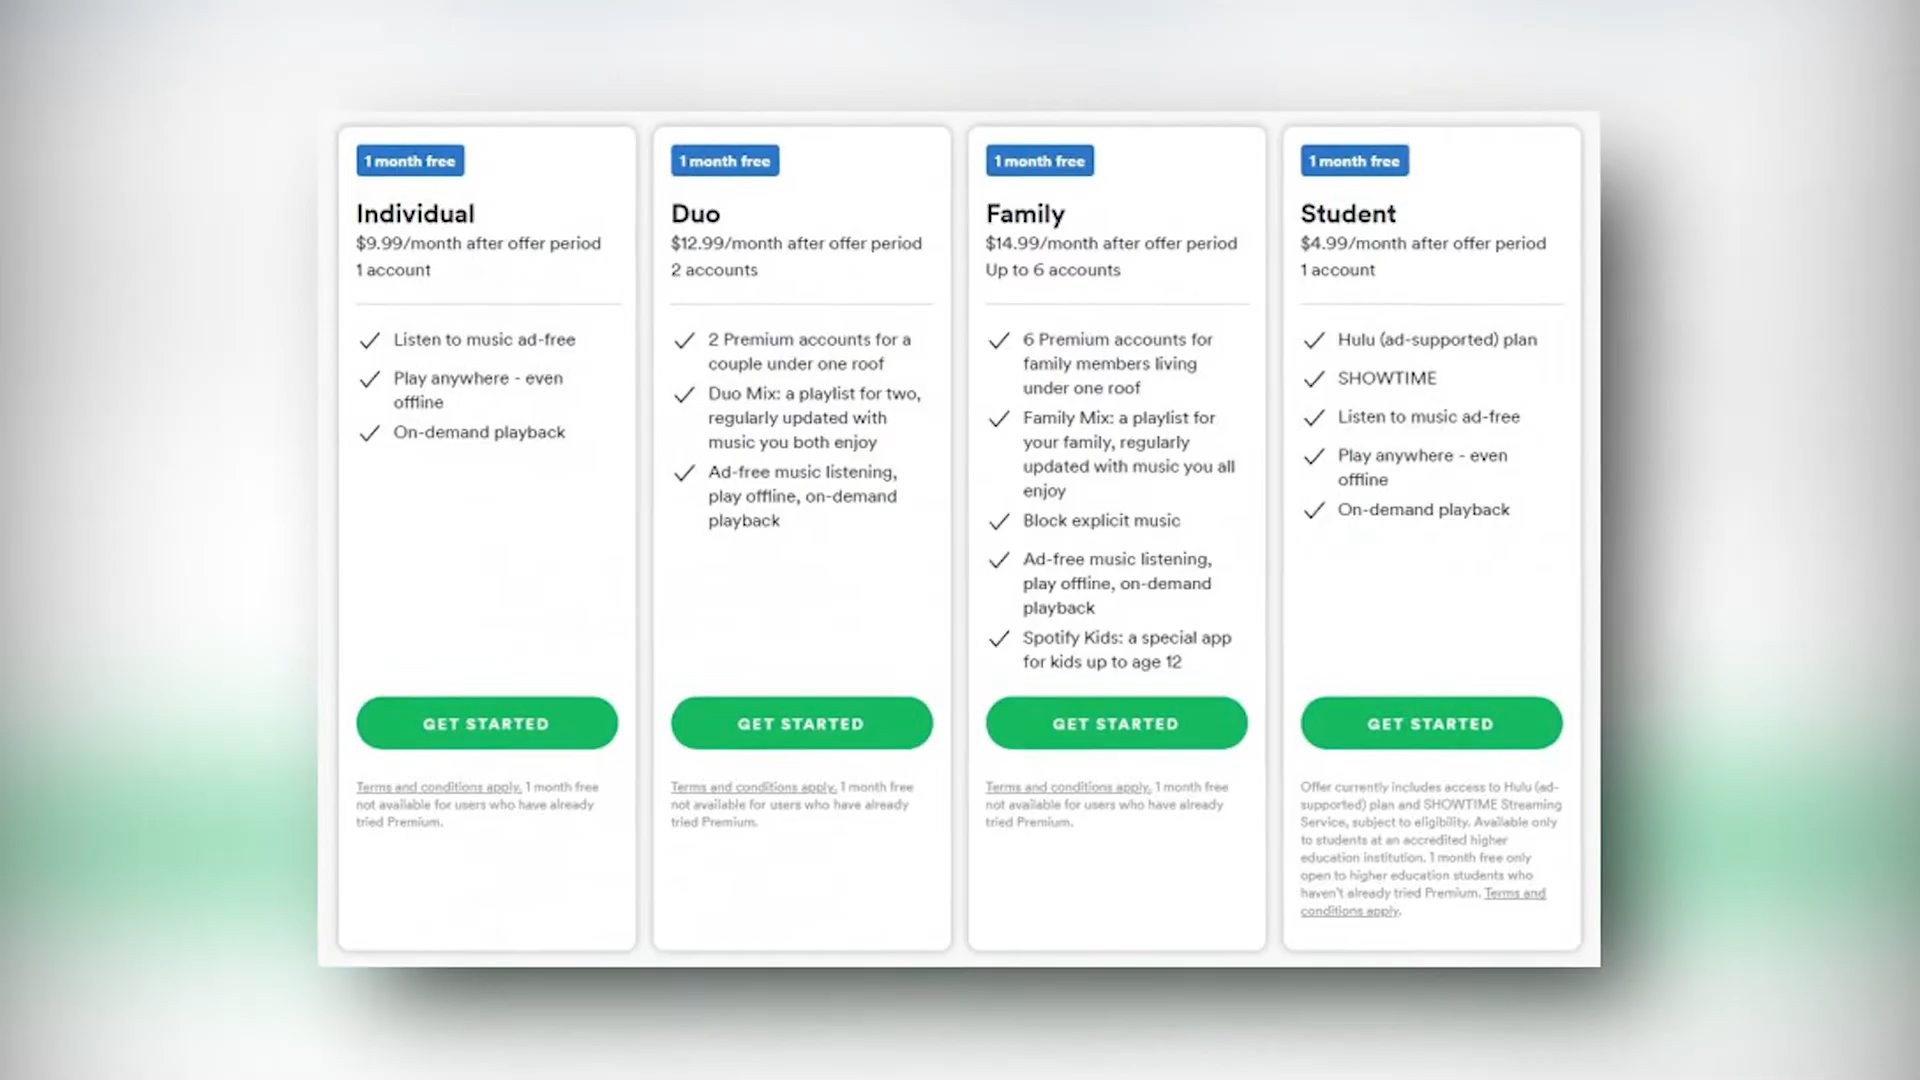 1 month free
Individual
$9.99/month after offer period
1 account
Listen to music ad-free
Play anywhere - even
offline
On-demand playback
GET STARTED
Terms and conditions apply. 1 month free
not available for users who have already
tried Premium.
1 month free
Duo
$12.99/month after offer period
2 accounts
2 Premium accounts for a
couple under one roof
Duo Mix: a playlist for two,
regularly updated with
music you both enjoy
Ad-free music listening,
play offline, on-demand
playback
GET STARTED
Terms and conditions apply. 1 month free
not available for users who have already
tried Premium.
1 month free
Family
$14.99/month after offer period
Up to 6 accounts
6 Premium accounts for
family members living
under one roof
Family Mix: a playlist for
your family, regularly
updated with music you all
enjoy
Block explicit music
Ad-free music listening,
play offline, on-demand
playback
Spotify Kids: a special app
for kids up to age 12
GET STARTED
Terms and conditions apply. 1 month free
not available for users who have already
tried Premium.
1 month free
Student
$4.99/month after offer period
1 account
Hulu (ad-supported) plan
SHOWTIME
Listen to music ad-free
Play anywhere - even
offline
On-demand playback
GET STARTED
Offer currently includes access to Hulu (ad-
supported) plan and SHOWTIME Streaming
Service, subject to eligibility. Available only
to students at an accredited higher
education institution. 1 month free only
open to higher education students who
haven't already tried Premium. Terms and
conditions apply.